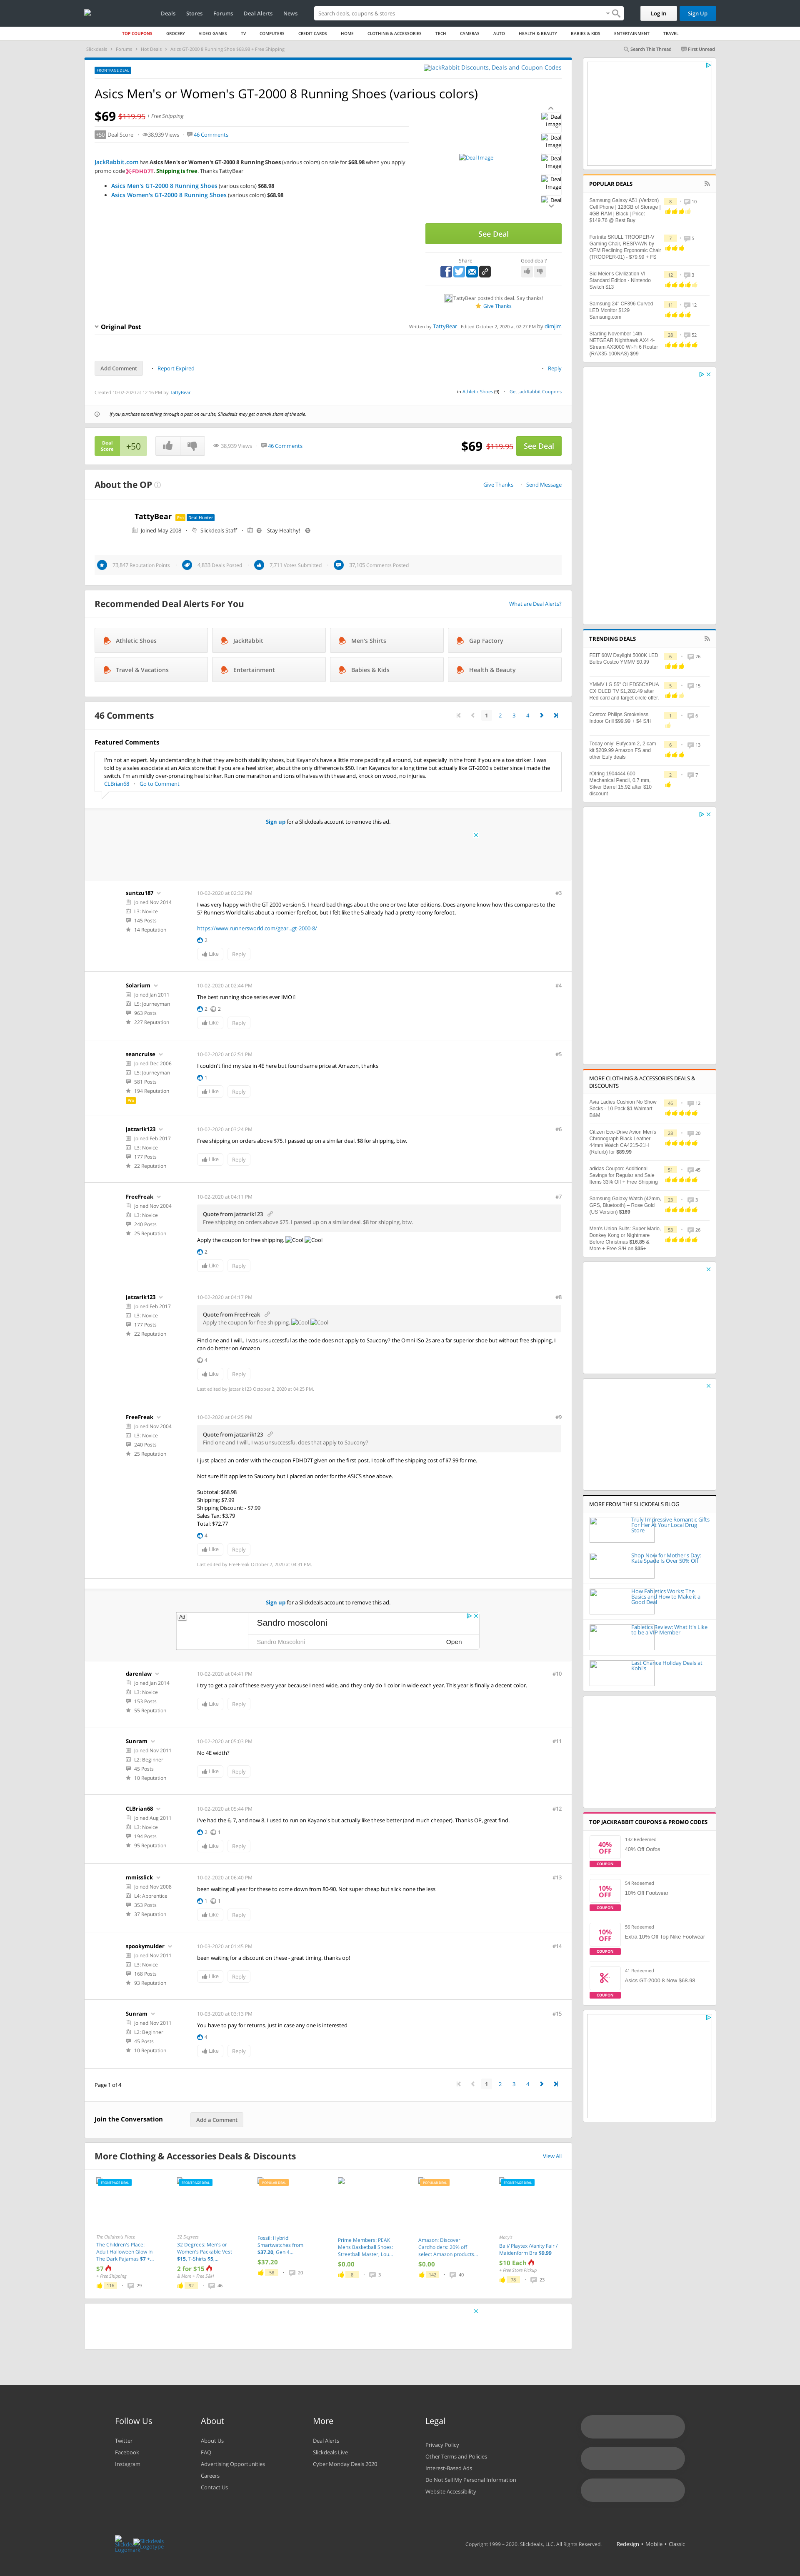 Deals Stores Forums Deal Alerts News
Search deals, coupons & stores
Log In Sign Up
TOP COUPONS GROCERY VIDEO GAMES TV COMPUTERS CREDIT CARDS HOME CLOTHING & ACCESSORIES TECH CAMERAS AUTO HEALTH & BEAUTY BABIES & KIDS ENTERTAINMENT TRAVEL
Slickdeals Forums Hot Deals Asics GT-2000 8 Running Shoe $68.98 + Free Shipping
Search This Thread First Unread
FRONTPAGE DEAL
JackRabbit Discounts, Deals and Coupon Codes
Asics Men's or Women's GT-2000 8 Running Shoes (various colors)
$69 $119.95 + Free Shipping
+50 Deal Score 38,939 Views 46 Comments
JackRabbit.com has Asics Men's or Women's GT-2000 8 Running Shoes (various colors) on sale for $68.98 when you apply
promo code FDHD7T. Shipping is free. Thanks TattyBear
Asics Men's GT-2000 8 Running Shoes (various colors) $68.98
Asics Women's GT-2000 8 Running Shoes (various colors) $68.98
Deal Image
Deal Image
Deal Image
Deal Image
Deal Image
Deal
See Deal
Share Good deal?
TattyBear posted this deal. Say thanks!
Give Thanks
Original Post
Written by TattyBear Edited October 2, 2020 at 02:27 PM by dimjim
Add Comment Report Expired Reply
Created 10-02-2020 at 12:16 PM by TattyBear
in Athletic Shoes (9) Get JackRabbit Coupons
If you purchase something through a post on our site, Slickdeals may get a small share of the sale.
Deal Score +50 38,939 Views 46 Comments $69 $119.95 See Deal
About the OP Give Thanks Send Message
TattyBear Pro Deal Hunter
Joined May 2008 Slickdeals Staff 😷__Stay Healthy!__😷
73,847 Reputation Points 4,833 Deals Posted 7,711 Votes Submitted 37,105 Comments Posted
Recommended Deal Alerts For You What are Deal Alerts?
Athletic Shoes JackRabbit Men's Shirts Gap Factory
Travel & Vacations Entertainment Babies & Kids Health & Beauty
46 Comments 1 2 3 4
Featured Comments
I'm not an expert. My understanding is that they are both stability shoes, but Kayano's have a little more padding all around, but especially in the front if you are a front foot striker. I was
told by a sales associate at an Asics store that if you are a heel striker, about the only difference is $50. I wore Kayanos for a long time but actually like GT-2000's better since i made the
switch. I'm an mildly over-pronating heel striker. Run one marathon and tons of halves with these at around, knock on wood, no injuries.
CLBrian68 Go to Comment
Sign up for a Slickdeals account to remove this ad.
suntzu187
Joined Nov 2014
L3: Novice
145 Posts
14 Reputation
10-02-2020 at 02:32 PM #3
I was very happy with the GT 2000 version 5. I heard bad things about the one or two later editions. Does anyone know how this compares to the
5? Runners World talks about a roomier forefoot, but I felt like the 5 already had a pretty roomy forefoot.
https://www.runnersworld.com/gear...gt-2000-8/
2
Like Reply
Solarium
Joined Jan 2011
L5: Journeyman
963 Posts
227 Reputation
10-02-2020 at 02:44 PM #4
The best running shoe series ever IMO
2 2
Like Reply
seancruise
Joined Dec 2006
L5: Journeyman
581 Posts
194 Reputation
Pro
10-02-2020 at 02:51 PM #5
I couldn't find my size in 4E here but found same price at Amazon, thanks
1
Like Reply
jatzarik123
Joined Feb 2017
L3: Novice
177 Posts
22 Reputation
10-02-2020 at 03:24 PM #6
Free shipping on orders above $75. I passed up on a similar deal. $8 for shipping, btw.
Like Reply
FreeFreak
Joined Nov 2004
L3: Novice
240 Posts
25 Reputation
10-02-2020 at 04:11 PM #7
Quote from jatzarik123
Free shipping on orders above $75. I passed up on a similar deal. $8 for shipping, btw.
Apply the coupon for free shipping. Cool Cool
2
Like Reply
jatzarik123
Joined Feb 2017
L3: Novice
177 Posts
22 Reputation
10-02-2020 at 04:17 PM #8
Quote from FreeFreak
Apply the coupon for free shipping. Cool Cool
Find one and I will.. I was unsuccessful as the code does not apply to Saucony? the Omni ISo 2s are a far superior shoe but without free shipping, I
can do better on Amazon
4
Like Reply
Last edited by jatzarik123 October 2, 2020 at 04:25 PM.
FreeFreak
Joined Nov 2004
L3: Novice
240 Posts
25 Reputation
10-02-2020 at 04:25 PM #9
Quote from jatzarik123
Find one and I will.. I was unsuccessfu. does that apply to Saucony?
I just placed an order with the coupon FDHD7T given on the first post. I took off the shipping cost of $7.99 for me.
Not sure if it applies to Saucony but I placed an order for the ASICS shoe above.
Subtotal: $68.98
Shipping: $7.99
Shipping Discount: - $7.99
Sales Tax: $3.79
Total: $72.77
4
Like Reply
Last edited by FreeFreak October 2, 2020 at 04:31 PM.
Sign up for a Slickdeals account to remove this ad.
Ad Sandro moscoloni
Sandro Moscoloni Open
darenlaw
Joined Jan 2014
L3: Novice
153 Posts
55 Reputation
10-02-2020 at 04:41 PM #10
I try to get a pair of these every year because I need wide, and they only do 1 color in wide each year. This year is finally a decent color.
Like Reply
Sunram
Joined Nov 2011
L2: Beginner
45 Posts
10 Reputation
10-02-2020 at 05:03 PM #11
No 4E width?
Like Reply
CLBrian68
Joined Aug 2011
L3: Novice
194 Posts
95 Reputation
10-02-2020 at 05:44 PM #12
I've had the 6, 7, and now 8. I used to run on Kayano's but actually like these better (and much cheaper). Thanks OP, great find.
2 1
Like Reply
mmisslick
Joined Nov 2008
L4: Apprentice
353 Posts
37 Reputation
10-02-2020 at 06:40 PM #13
been waiting all year for these to come down from 80-90. Not super cheap but slick none the less
1 1
Like Reply
spookymulder
Joined Nov 2011
L3: Novice
168 Posts
93 Reputation
10-03-2020 at 01:45 PM #14
been waiting for a discount on these - great timing. thanks op!
Like Reply
Sunram
Joined Nov 2011
L2: Beginner
45 Posts
10 Reputation
10-03-2020 at 03:13 PM #15
You have to pay for returns. Just in case any one is interested
4
Like Reply
Page 1 of 4 1 2 3 4
Join the Conversation Add a Comment
More Clothing & Accessories Deals & Discounts View All
FRONTPAGE DEAL
The Children's Place
The Children's Place:
Adult Halloween Glow In
The Dark Pajamas $7 +...
$7
+ Free Shipping
116 29
FRONTPAGE DEAL
32 Degrees
32 Degrees: Men's or
Women's Packable Vest
$15, T-Shirts $5...
2 for $15
& More + Free S&H
92 46
POPULAR DEAL
Fossil: Hybrid
Smartwatches from
$37.20, Gen 4...
$37.20
58 20
Prime Members: PEAK
Mens Basketball Shoes:
Streetball Master, Lou...
$0.00
8 3
POPULAR DEAL
Amazon: Discover
Cardholders: 20% off
select Amazon products...
$0.00
142 40
FRONTPAGE DEAL
Macy's
Bali/ Playtex /Vanity Fair /
Maidenform Bra $9.99
$10 Each
+ Free Store Pickup
78 23
POPULAR DEALS
Samsung Galaxy A51 (Verizon)
Cell Phone | 128GB of Storage |
4GB RAM | Black | Price:
$149.76 @ Best Buy
8 10
Fortnite SKULL TROOPER-V
Gaming Chair, RESPAWN by
OFM Reclining Ergonomic Chair
(TROOPER-01) - $79.99 + FS
7 5
Sid Meier's Civilization VI
Standard Edition - Nintendo
Switch $13
12 3
Samsung 24" CF396 Curved
LED Monitor $129
Samsung.com
11 12
Starting November 14th -
NETGEAR Nighthawk AX4 4-
Stream AX3000 Wi-Fi 6 Router
(RAX35-100NAS) $99
28 52
TRENDING DEALS
FEIT 60W Daylight 5000K LED
Bulbs Costco YMMV $0.99
6 76
YMMV LG 55" OLED55CXPUA
CX OLED TV $1,282.49 after
Red card and target circle offer.
5 15
Costco: Philips Smokeless
Indoor Grill $99.99 + $4 S/H
1 6
Today only! Eufycam 2, 2 cam
kit $209.99 Amazon FS and
other Eufy deals
6 13
rOtring 1904444 600
Mechanical Pencil, 0.7 mm,
Silver Barrel 15.92 after $10
discount
2 7
MORE CLOTHING & ACCESSORIES DEALS &
DISCOUNTS
Avia Ladies Cushion No Show
Socks - 10 Pack $1 Walmart
B&M
46 12
Citizen Eco-Drive Avion Men's
Chronograph Black Leather
44mm Watch CA4215-21H
(Refurb) for $89.99
28 20
adidas Coupon: Additional
Savings for Regular and Sale
Items 33% Off + Free Shipping
51 45
Samsung Galaxy Watch (42mm,
GPS, Bluetooth) – Rose Gold
(US Version) $169
23 3
Men's Union Suits: Super Mario,
Donkey Kong or Nightmare
Before Christmas $16.85 &
More + Free S/H on $35+
53 26
MORE FROM THE SLICKDEALS BLOG
Truly Impressive Romantic Gifts
For Her At Your Local Drug
Store
Shop Now for Mother's Day:
Kate Spade Is Over 50% Off
How Fabletics Works: The
Basics and How to Make it a
Good Deal
Fabletics Review: What It's Like
to be a VIP Member
Last Chance Holiday Deals at
Kohl's
TOP JACKRABBIT COUPONS & PROMO CODES
40% OFF COUPON
132 Redeemed
40% Off Oofos
10% OFF COUPON
54 Redeemed
10% Off Footwear
10% OFF COUPON
56 Redeemed
Extra 10% Off Top Nike Footwear
COUPON
41 Redeemed
Asics GT-2000 8 Now $68.98
Follow Us
Twitter
Facebook
Instagram
About
About Us
FAQ
Advertising Opportunities
Careers
Contact Us
More
Deal Alerts
Slickdeals Live
Cyber Monday Deals 2020
Legal
Privacy Policy
Other Terms and Policies
Interest-Based Ads
Do Not Sell My Personal Information
Website Accessibility
Copyright 1999 – 2020. Slickdeals, LLC. All Rights Reserved. Redesign • Mobile • Classic